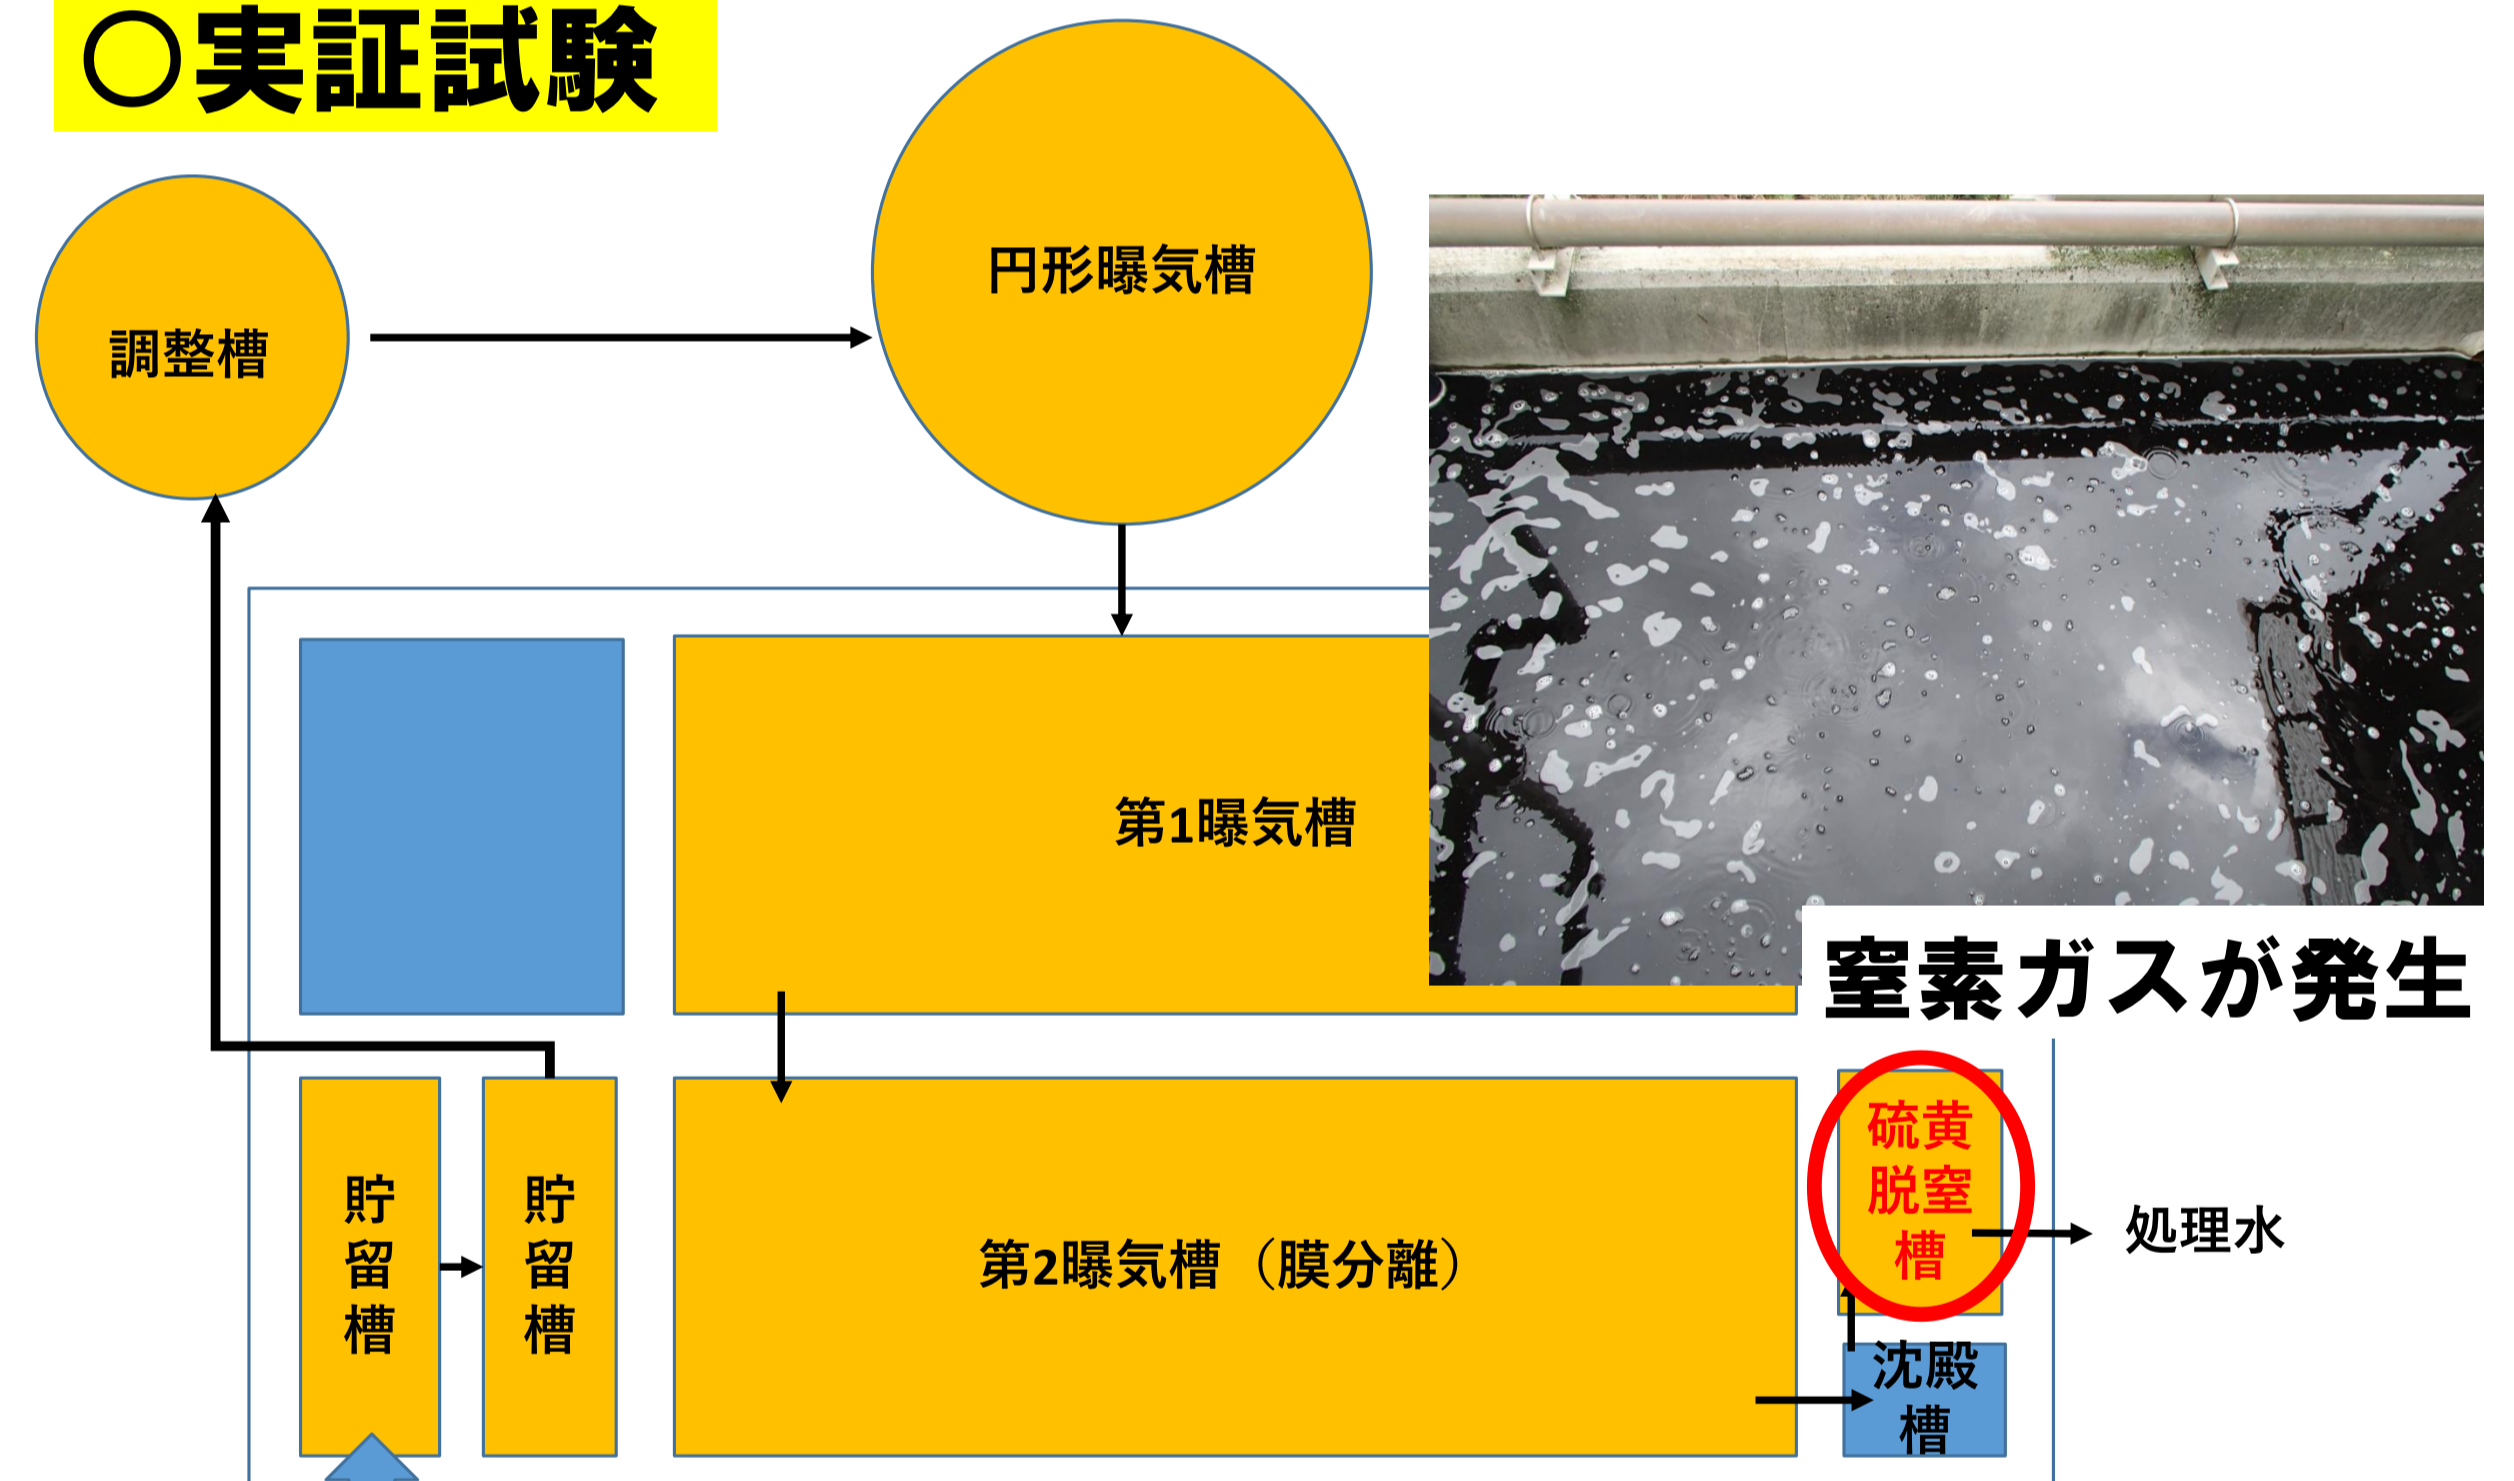 〇実証試験
円形曝気槽
調整槽
第1曝気槽
窒素ガスが発生
貯
留
槽
貯
留
槽
第2曝気槽（膜分離）
硫黄
脱窒
槽
処理水
沈殿
槽